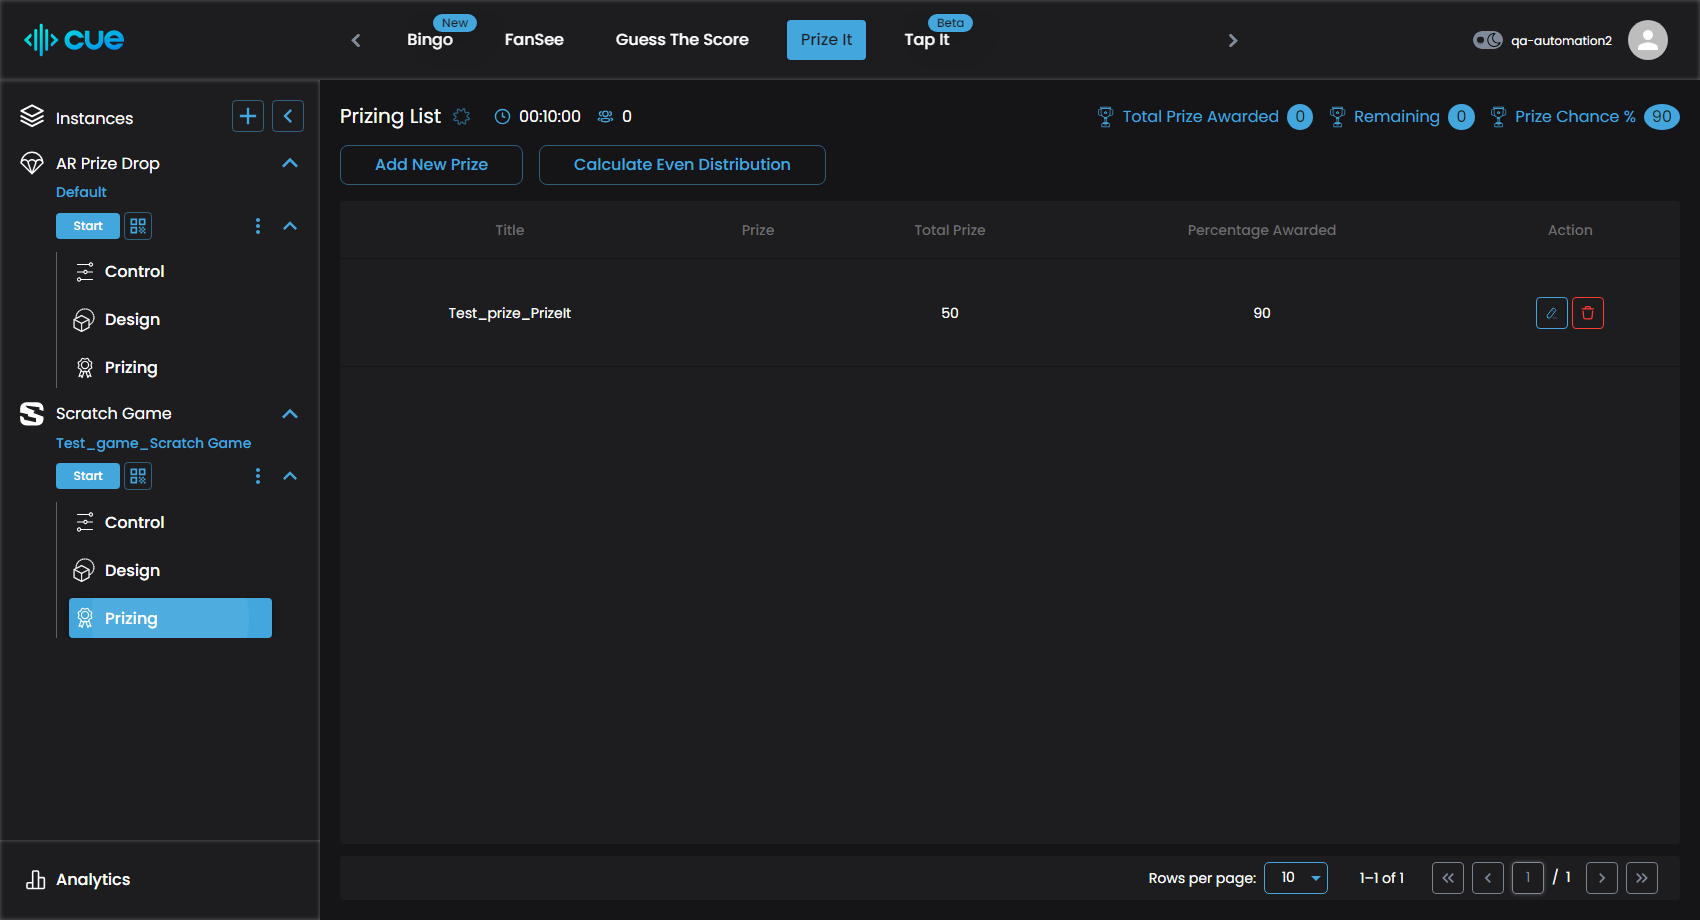 cue
New
Bingo
FanSee
Guess The Score
Prize It
Beta
Tap It
qa-automation2
Instances
AR Prize Drop
Default
Start
Control
Design
Prizing
Scratch Game
Test_game_Scratch Game
Start
Control
Design
Prizing
Analytics
Prizing List 00:10:00 0
Total Prize Awarded 0 Remaining 0 Prize Chance % 90
Add New Prize Calculate Even Distribution
Title Prize Total Prize Percentage Awarded Action
Test_prize_PrizeIt 50 90
Rows per page: 10 1–1 of 1 1 / 1